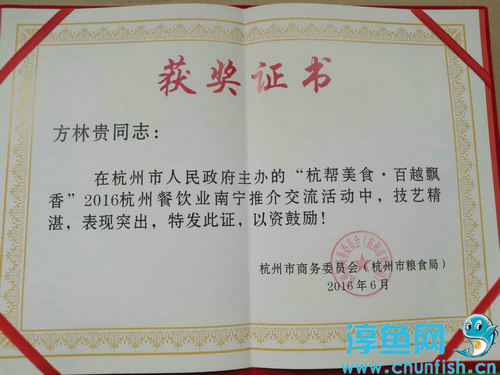 获奖证书
方林贵同志：
在杭州市人民政府主办的“杭帮美食·百越飘
香”2016杭州餐饮业南宁推介交流活动中，技艺精
湛，表现突出，特发此证，以资鼓励！
杭州市商务委员会（杭州市粮食局）
2016年6月
淳鱼网
www.chunfish.cn